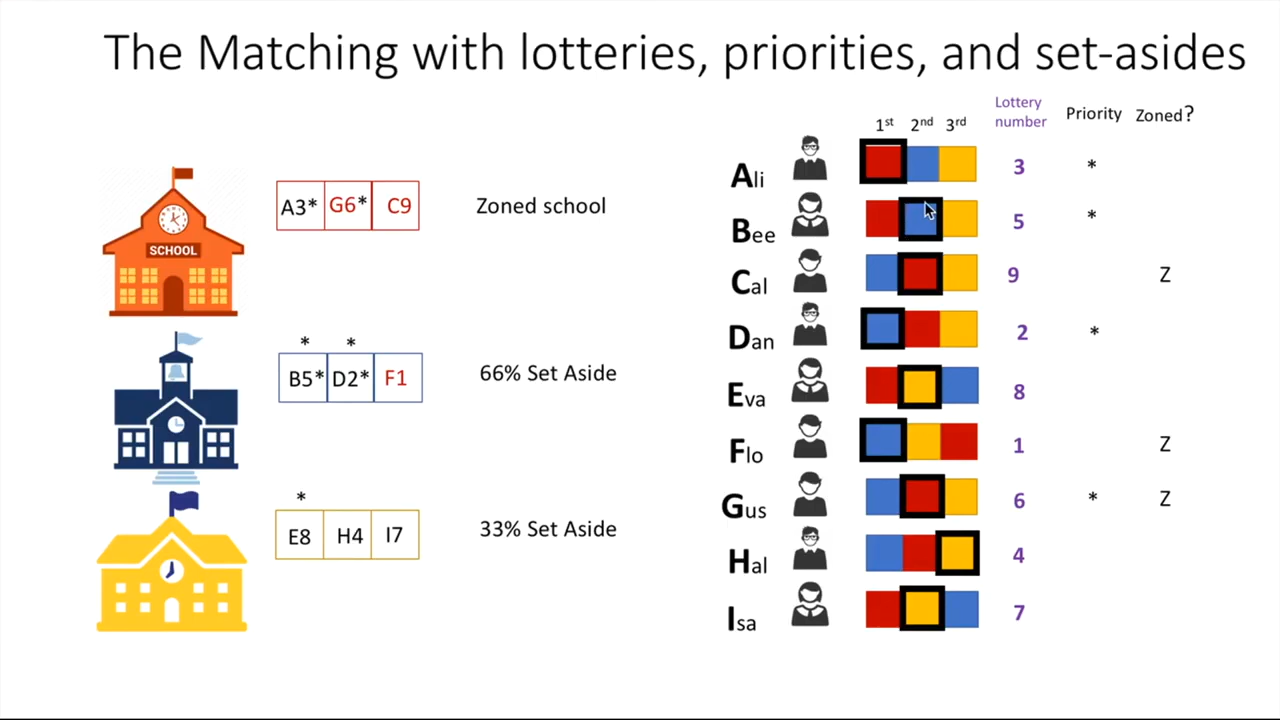 The Matching with lotteries, priorities, and set-asides
Lottery number
Priority
Zoned?
1st 2nd 3rd
SCHOOL
A3* G6* C9
Zoned school
* *
B5* D2* F1
66% Set Aside
*
E8 H4 I7
33% Set Aside
Ali 3 *
Bee 5 *
Cal 9 Z
Dan 2 *
Eva 8
Flo 1 Z
Gus 6 * Z
Hal 4
Isa 7